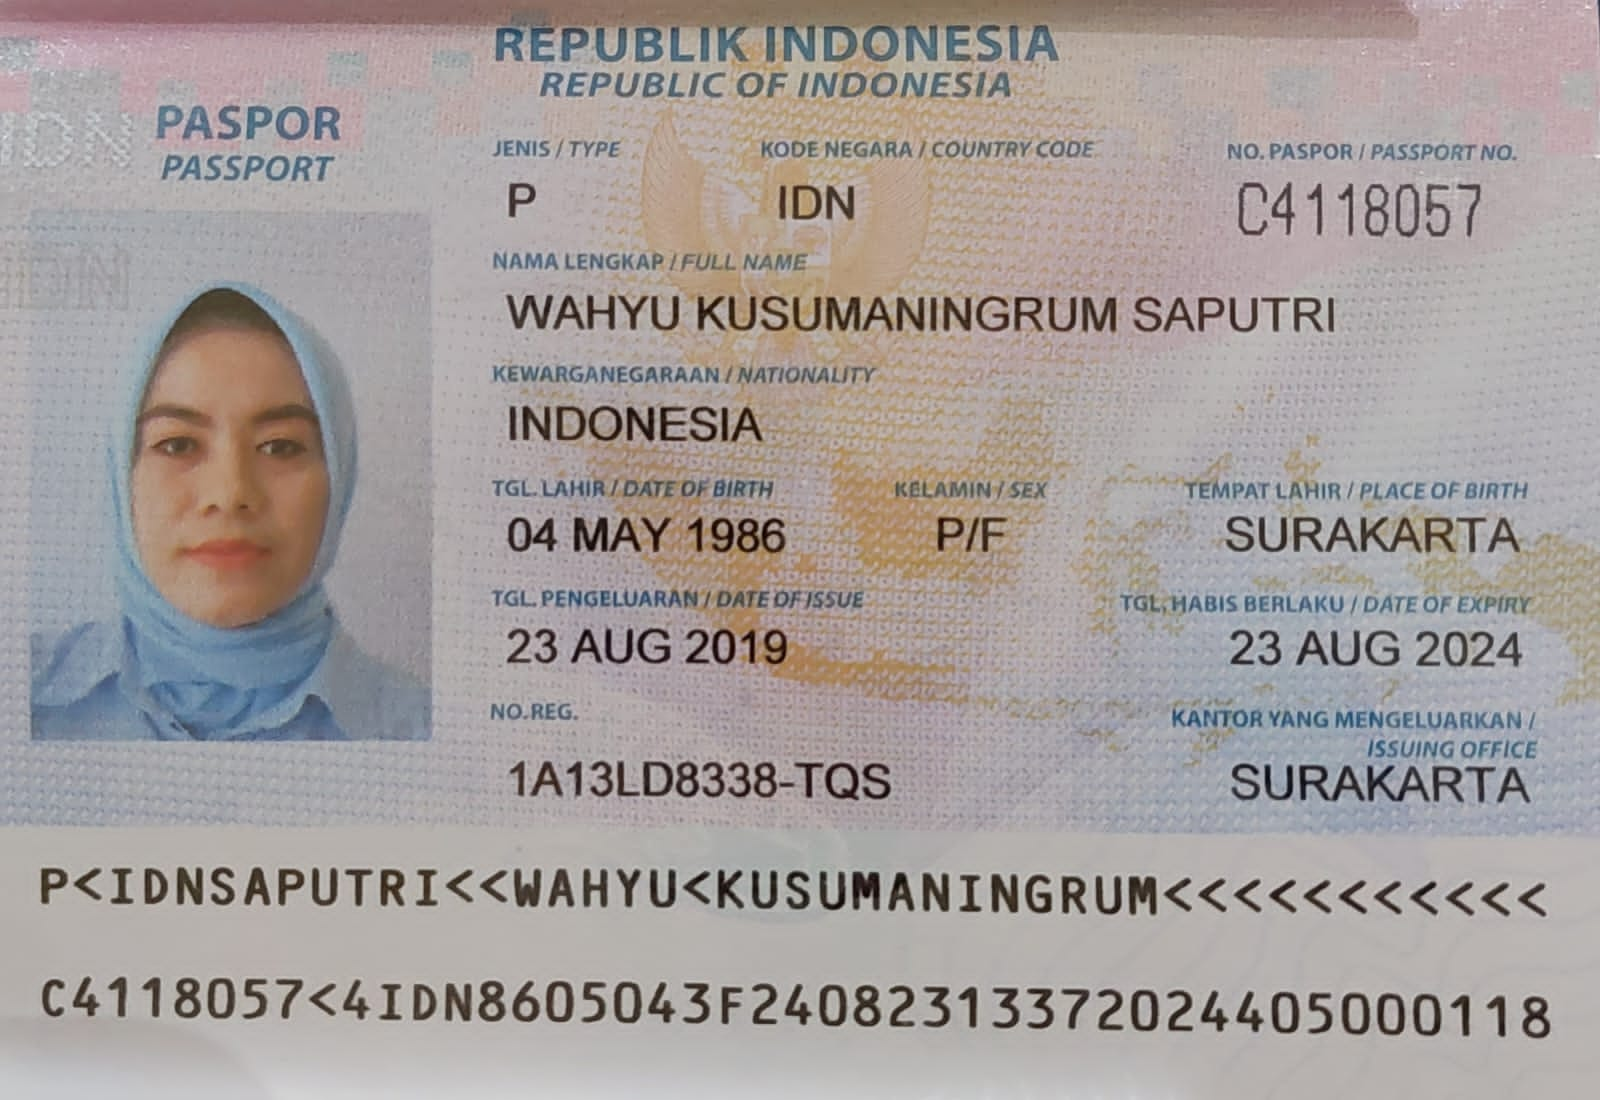 REPUBLIK INDONESIA
REPUBLIC OF INDONESIA
PASPOR
PASSPORT
JENIS / TYPE KODE NEGARA / COUNTRY CODE NO. PASPOR / PASSPORT NO.
P IDN C4118057
NAMA LENGKAP / FULL NAME
WAHYU KUSUMANINGRUM SAPUTRI
KEWARGANEGARAAN / NATIONALITY
INDONESIA
TGL. LAHIR / DATE OF BIRTH KELAMIN / SEX TEMPAT LAHIR / PLACE OF BIRTH
04 MAY 1986 P/F SURAKARTA
TGL. PENGELUARAN / DATE OF ISSUE TGL. HABIS BERLAKU / DATE OF EXPIRY
23 AUG 2019 23 AUG 2024
NO.REG. KANTOR YANG MENGELUARKAN /
ISSUING OFFICE
1A13LD8338-TQS SURAKARTA
P<IDNSAPUTRI<<WAHYU<KUSUMANINGRUM<<<<<<<<<<<
C4118057<4IDN8605043F24082313372024405000118
IDN